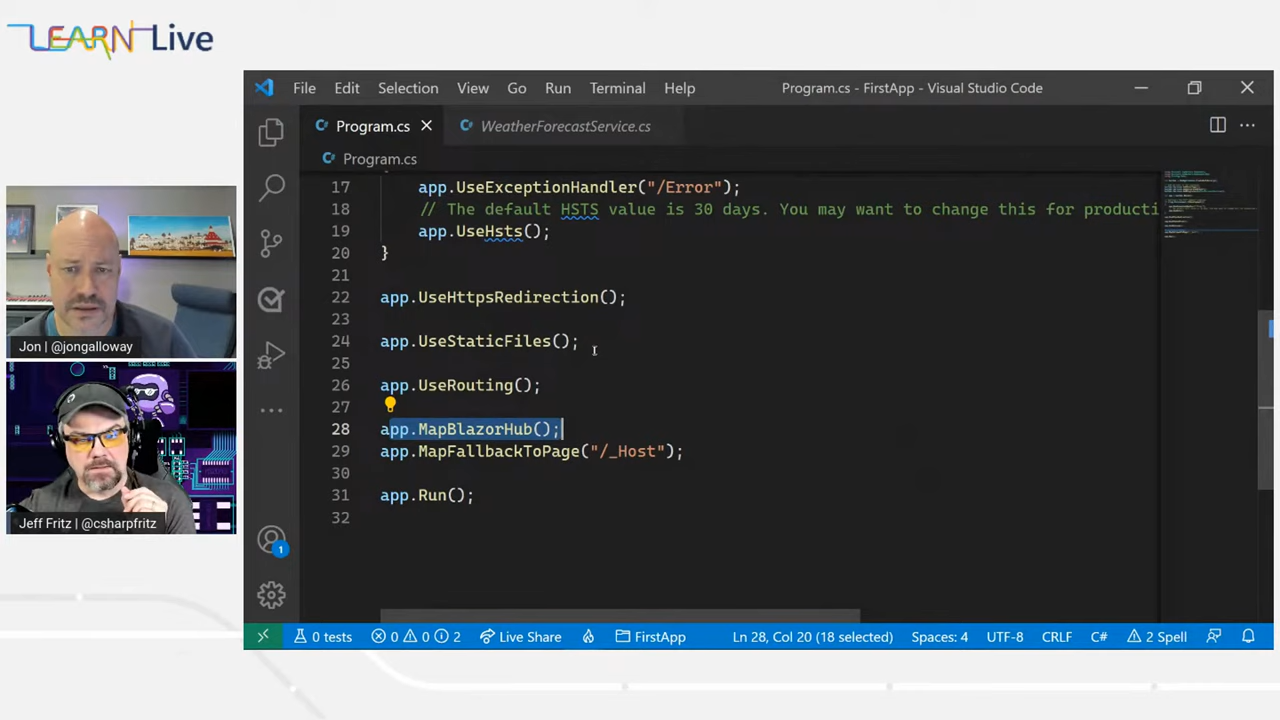 LEARN Live
File Edit Selection View Go Run Terminal Help
Program.cs - FirstApp - Visual Studio Code
Program.cs
WeatherForecastService.cs
Program.cs
17 app.UseExceptionHandler("/Error");
18 // The default HSTS value is 30 days. You may want to change this for producti
19 app.UseHsts();
20 }
21
22 app.UseHttpsRedirection();
23
24 app.UseStaticFiles();
25
26 app.UseRouting();
27
28 app.MapBlazorHub();
29 app.MapFallbackToPage("/_Host");
30
31 app.Run();
32
Jon | @jongalloway
Jeff Fritz | @csharpfritz
1
0 tests 0 0 2 Live Share FirstApp Ln 28, Col 20 (18 selected) Spaces: 4 UTF-8 CRLF C# 2 Spell